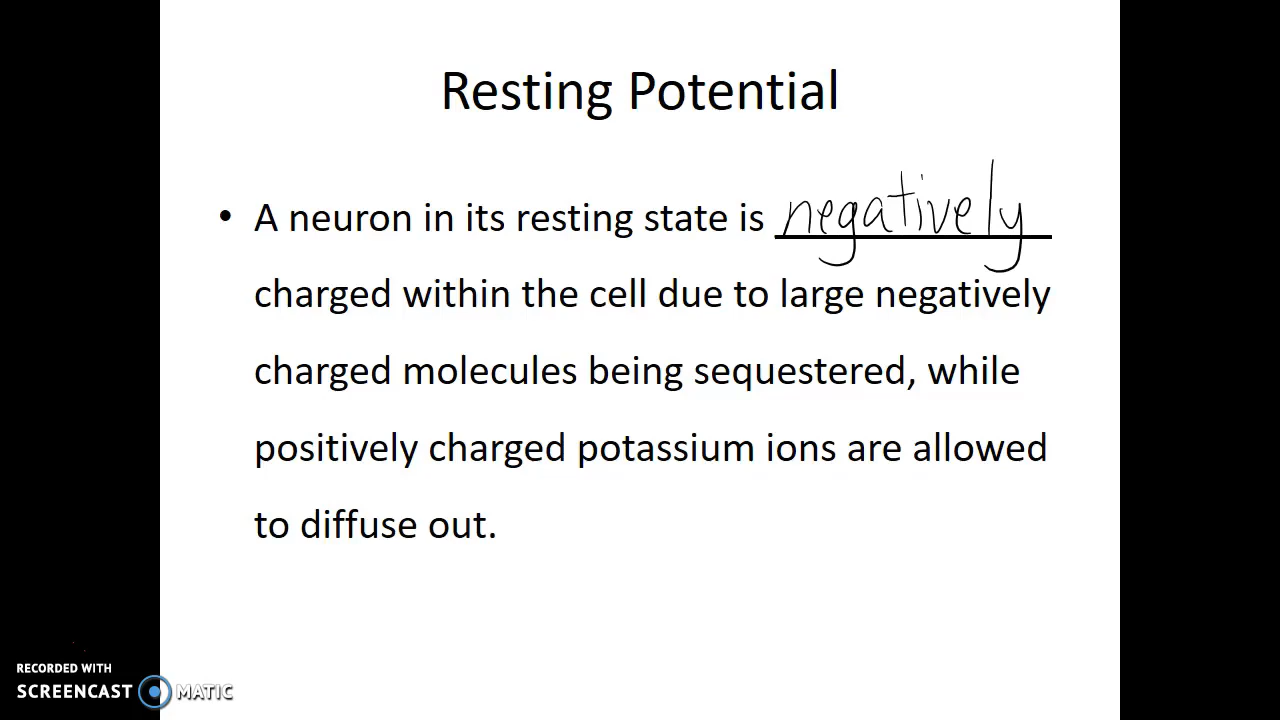 Resting Potential
• A neuron in its resting state is negatively
charged within the cell due to large negatively
charged molecules being sequestered, while
positively charged potassium ions are allowed
to diffuse out.
RECORDED WITH
SCREENCAST MATIC